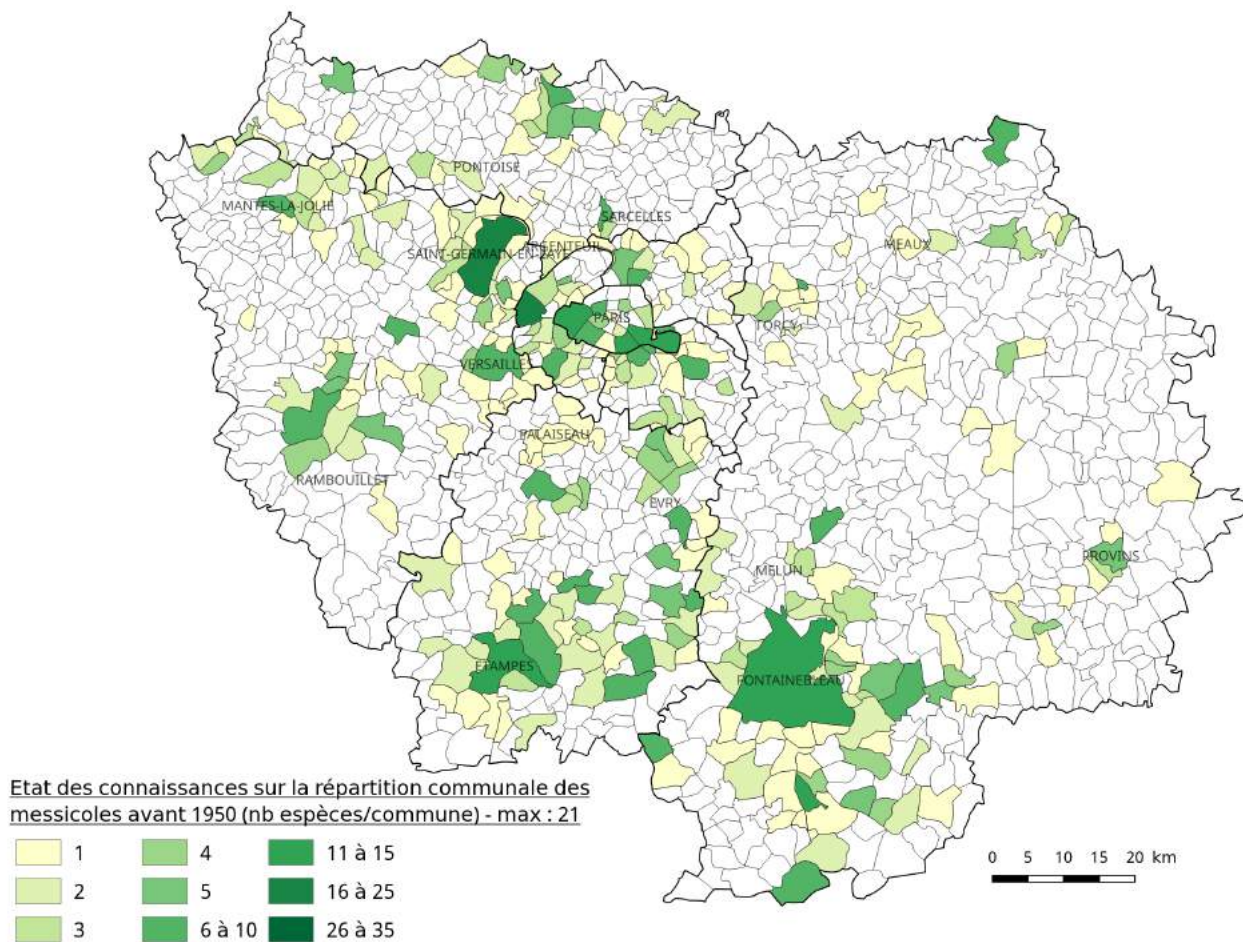 PONTOISE
MANTES-LA-JOLIE
SARCELLES
MEAUX
ARGENTEUIL
SAINT-GERMAIN-EN-LAYE
PARIS
TORCY
VERSAILLES
PALAISEAU
RAMBOUILLET
EVRY
PROVINS
MELUN
ETAMPES
FONTAINEBLEAU
Etat des connaissances sur la répartition communale des
messicoles avant 1950 (nb espèces/commune) - max : 21
1 4 11 à 15
2 5 16 à 25
3 6 à 10 26 à 35
0 5 10 15 20 km